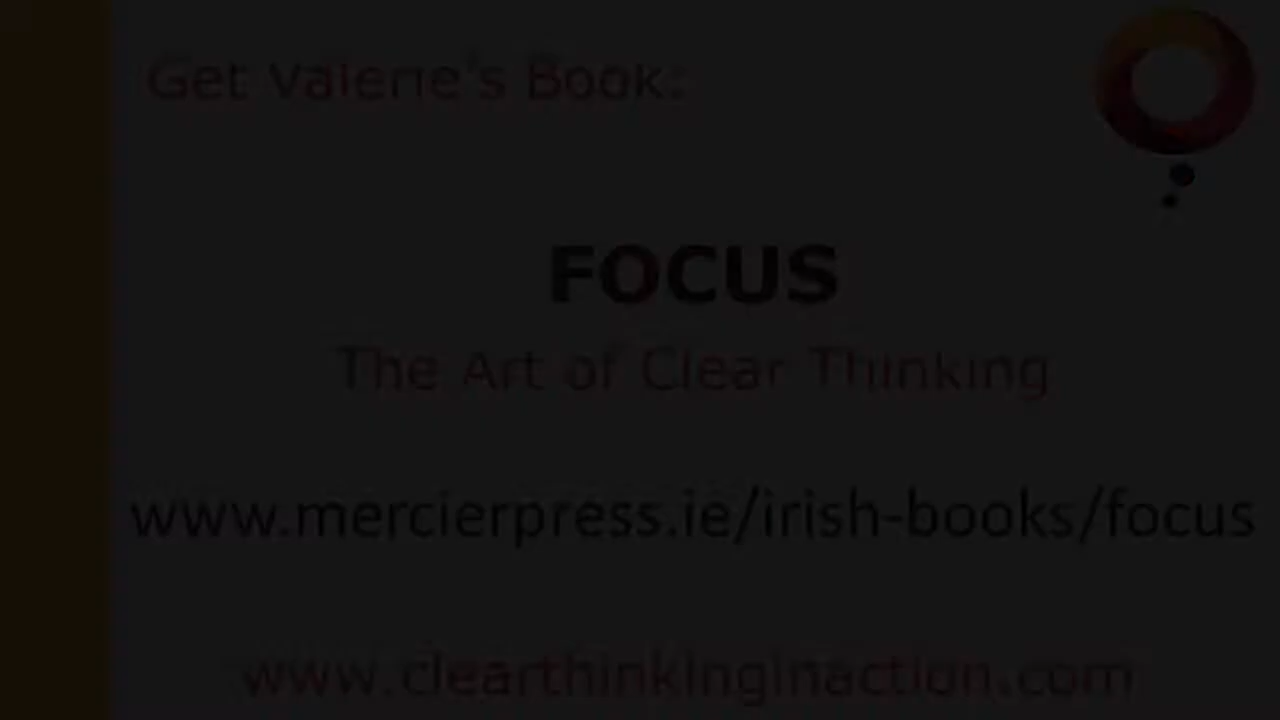 Get Valerie's Book:
FOCUS
The Art of Clear Thinking
www.mercierpress.ie/irish-books/focus
www.clearthinkinginaction.com